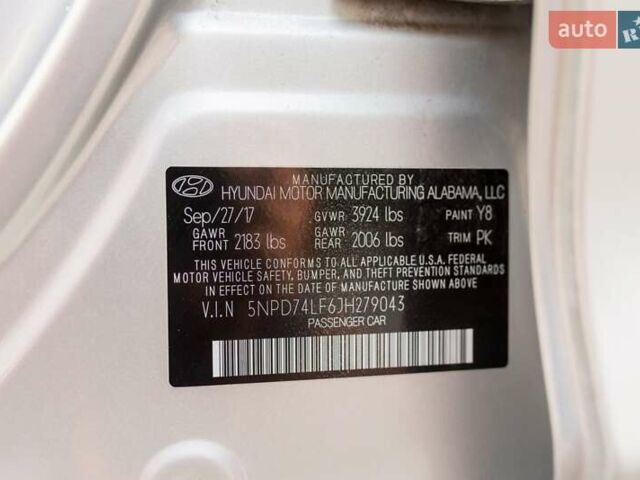 auto R
MANUFACTURED BY
HYUNDAI MOTOR MANUFACTURING ALABAMA, LLC
Sep/27/17 GVWR 3924 lbs PAINT Y8
GAWR FRONT 2183 lbs GAWR REAR 2006 lbs TRIM PK
THIS VEHICLE CONFORMS TO ALL APPLICABLE U.S.A. FEDERAL
MOTOR VEHICLE SAFETY, BUMPER, AND THEFT PREVENTION STANDARDS
IN EFFECT ON THE DATE OF MANUFACTURE SHOWN ABOVE.
V.I.N 5NPD74LF6JH279043
PASSENGER CAR